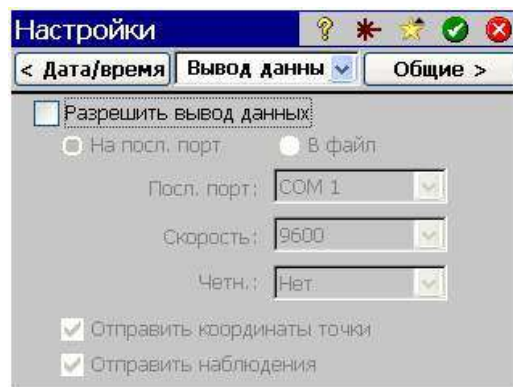 Настройки
< Дата/время Вывод данны Общие >
Разрешить вывод данных
На посл. порт В файл
Посл. порт: COM 1
Скорость: 9600
Четн.: Нет
Отправить координаты точки
Отправить наблюдения